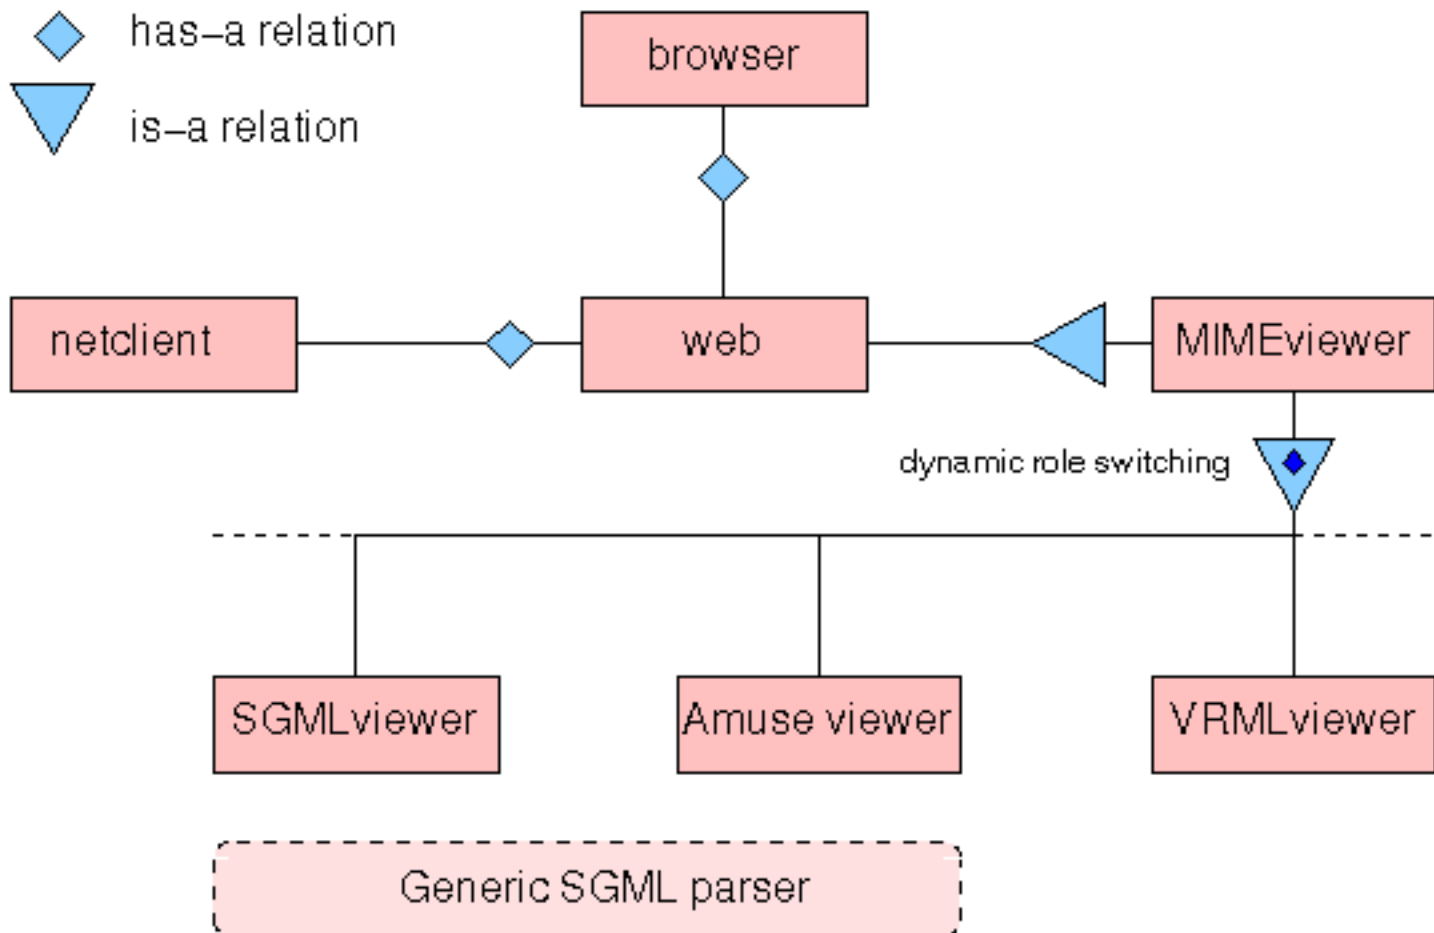 has–a relation
browser
is–a relation
netclient
web
MIMEviewer
dynamic role switching
SGMLviewer
Amuse viewer
VRMLviewer
Generic SGML parser